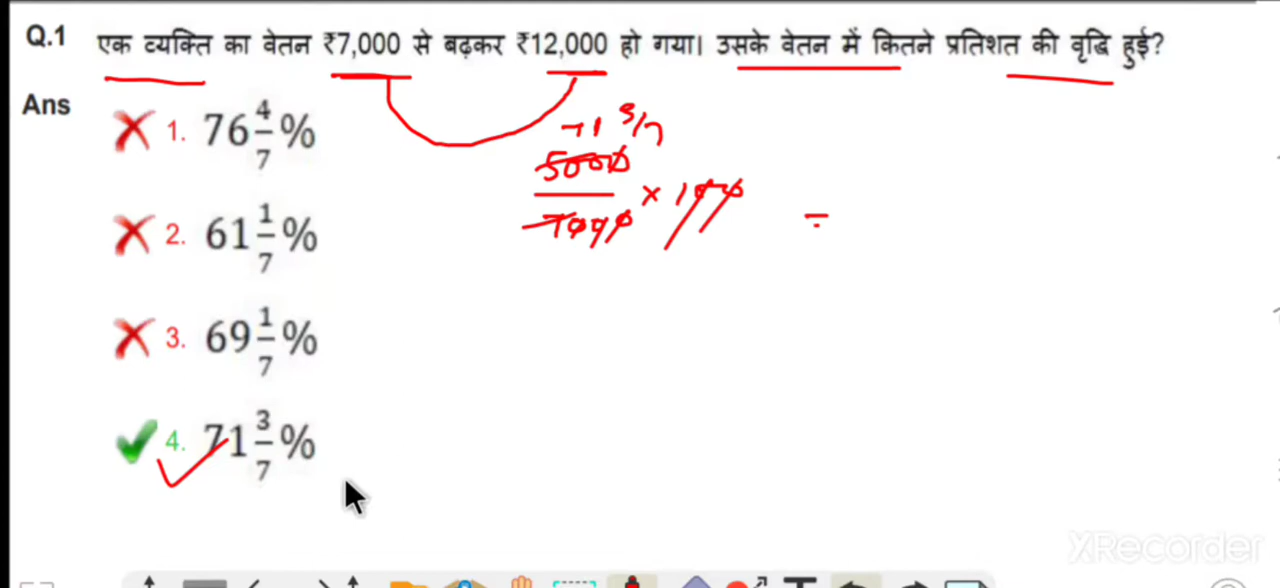 Q.1 एक व्यक्ति का वेतन ₹7,000 से बढ़कर ₹12,000 हो गया। उसके वेतन में कितने प्रतिशत की वृद्धि हुई?
Ans
1. 76 4/7 %
71 3/7
5000
7000 × 100 =
2. 61 1/7 %
3. 69 1/7 %
4. 71 3/7 %
XRecorder